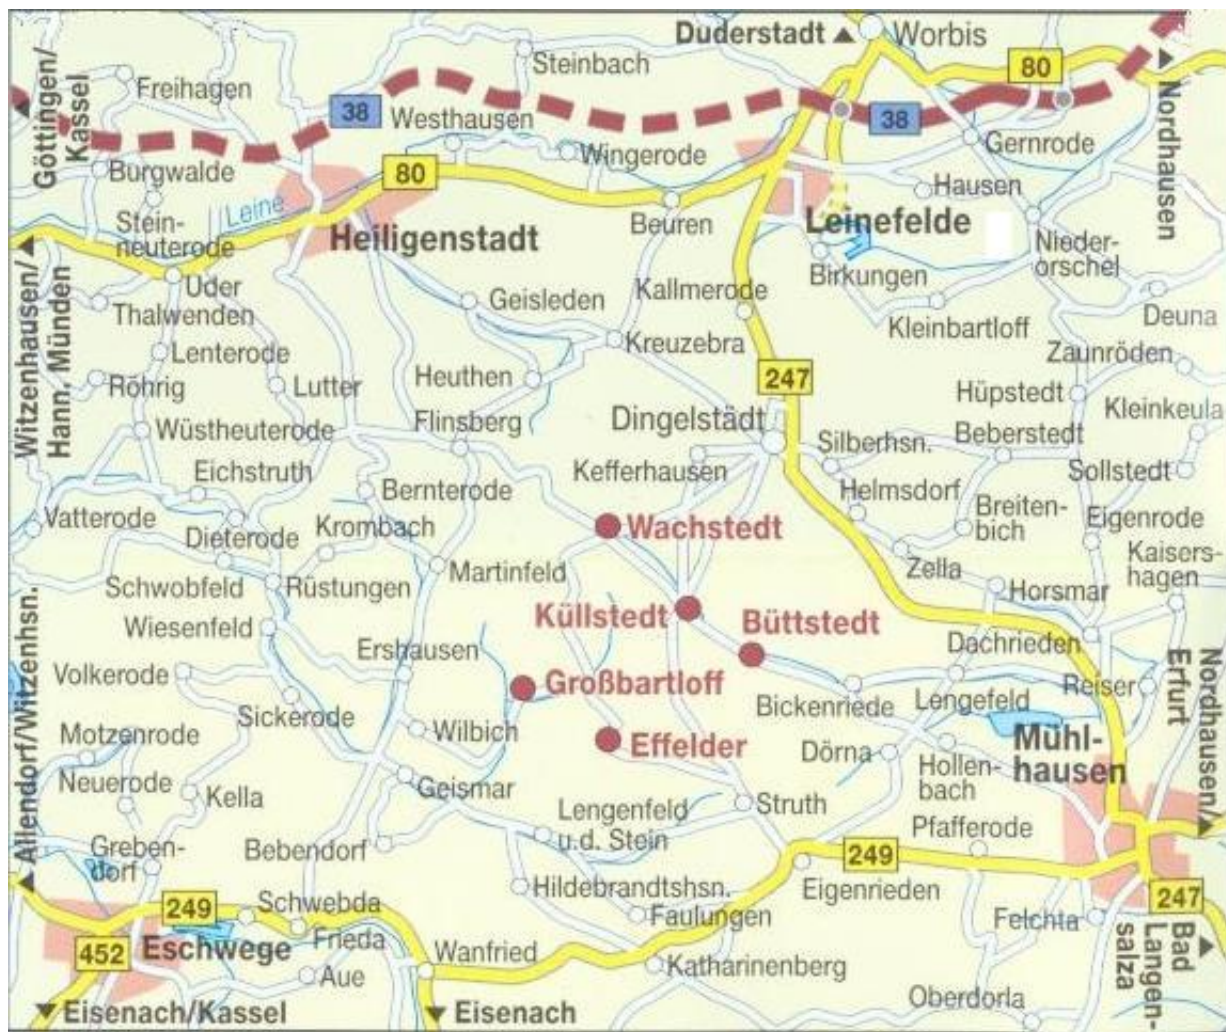 Duderstadt
Worbis
Göttingen/
Kassel
Steinbach
80
Freihagen
38
Westhausen
38
Nordhausen
Gernrode
Burgwalde
80
Wingerode
Hausen
Leine
Stein-
neuterode
Heiligenstadt
Beuren
Leinefelde
Nieder-
orschel
Witzenhausen/
Hann. Münden
Uder
Birkungen
Thalwenden
Geisleden
Kallmerode
Kleinbartloff
Deuna
Lenterode
Kreuzebra
Zaunröden
Röhrig
Lutter
Heuthen
247
Hüpstedt
Kleinkeula
Wüstheuterode
Flinsberg
Dingelstädt
Silberhsn.
Beberstedt
Eichstruth
Kefferhausen
Sollstedt
Bernterode
Helmsdorf
Breiten-
bich
Vatterode
Krombach
Wachstedt
Eigenrode
Dieterode
Kaisers-
hagen
Schwobfeld
Rüstungen
Martinfeld
Zella
Horsmar
Küllstedt
Büttstedt
Wiesenfeld
Ershausen
Dachrieden
Allendorf/Witzenhsn.
Volkerode
Großbartloff
Bickenriede
Lengefeld
Reiser
Nordhausen/
Erfurt
Sickerode
Wilbich
Motzenrode
Effelder
Dörna
Mühl-
hausen
Neuerode
Kella
Geismar
Hollen-
bach
Lengenfeld
u.d. Stein
Struth
Pfafferode
Greben-
dorf
Bebendorf
249
Hildebrandtshsn.
Eigenrieden
247
249
Schwebda
Faulungen
Felchta
Frieda
452
Eschwege
Wanfried
Katharinenberg
Bad
Langen-
salza
Aue
Oberdorla
Eisenach/Kassel
Eisenach